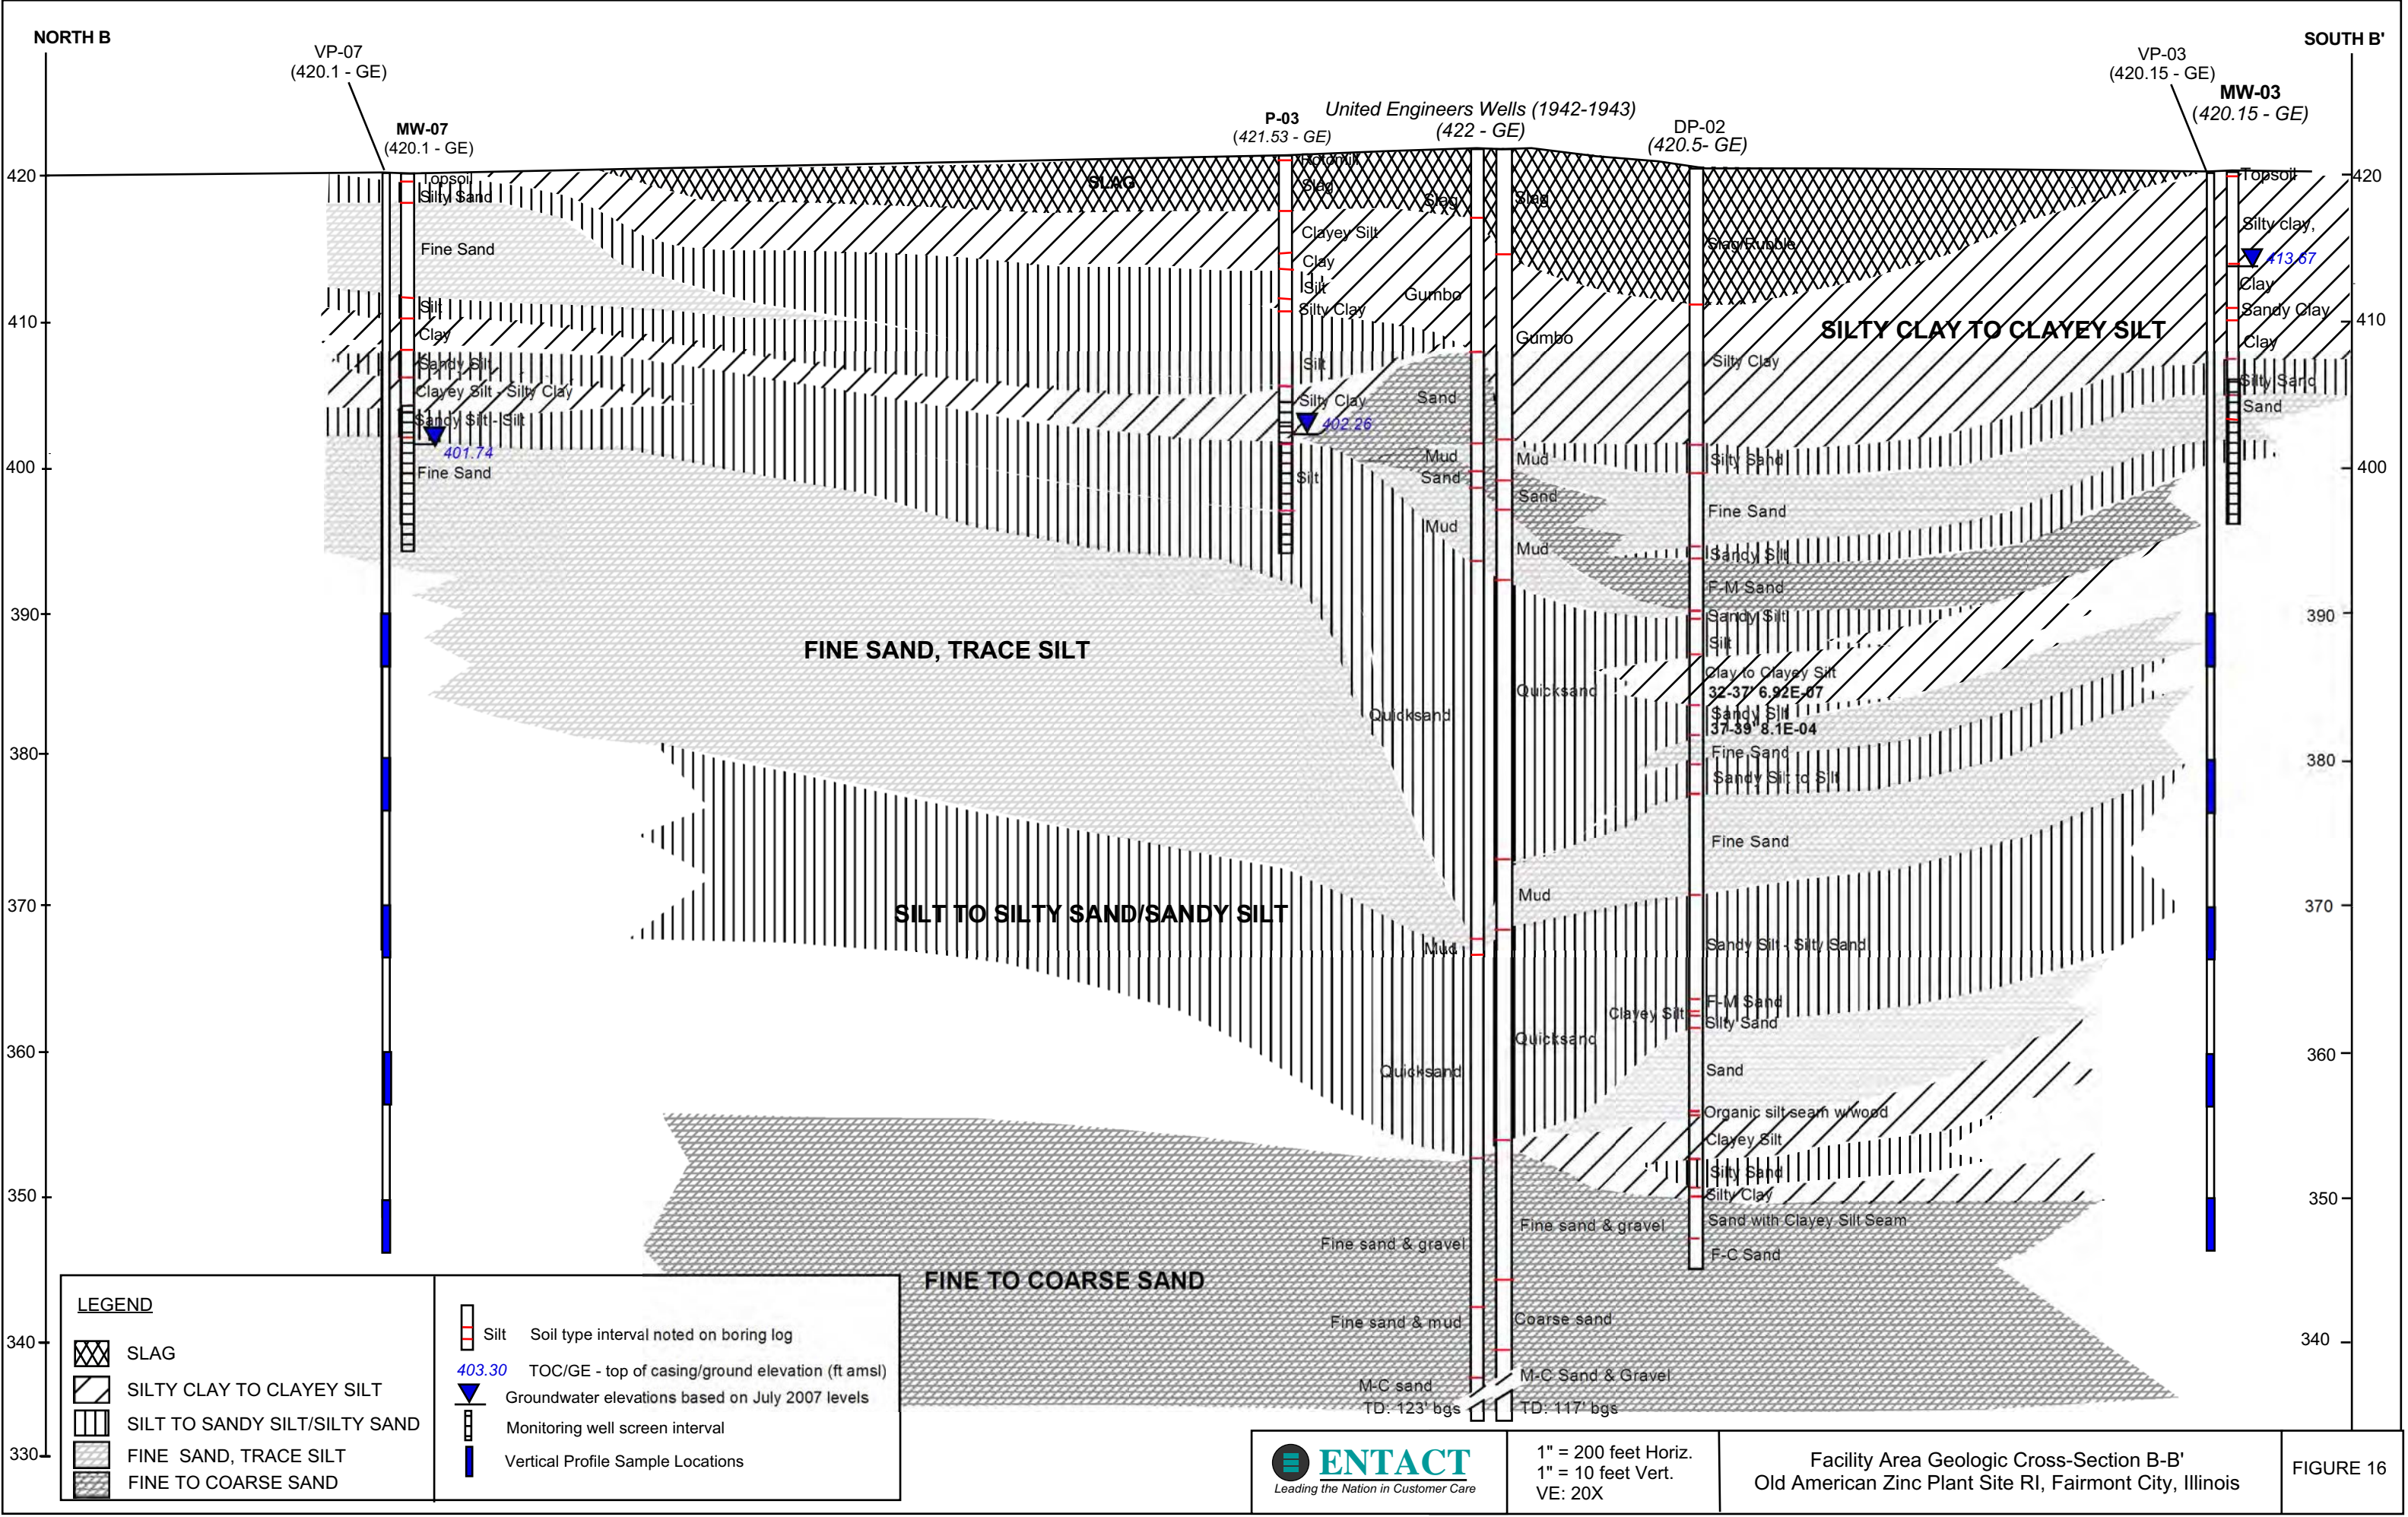 NORTH B
SOUTH B'
VP-07
(420.1 - GE)
MW-07
(420.1 - GE)
P-03
(421.53 - GE)
United Engineers Wells (1942-1943)
(422 - GE)
DP-02
(420.5- GE)
VP-03
(420.15 - GE)
MW-03
(420.15 - GE)
420
410
400
390
380
370
360
350
340
330
Topsoil
Silty Sand
Fine Sand
Silt
Clay
Sandy Silt
Clayey Silt - Silty Clay
Sandy Silt - Silt
401.74
Fine Sand
SLAG
FINE SAND, TRACE SILT
SILT TO SILTY SAND/SANDY SILT
FINE TO COARSE SAND
Rotomill
Slag
Clayey Silt
Clay
Silt
Silty Clay
Silt
Silty Clay
402.26
Silt
Slag
Gumbo
Sand
Mud
Sand
Mud
Quicksand
Mud
Quicksand
Fine sand & gravel
Fine sand & mud
M-C sand
TD: 123' bgs
Slag
Gumbo
Mud
Sand
Mud
Quicksand
Mud
Quicksand
Fine sand & gravel
Coarse sand
M-C Sand & Gravel
TD: 117' bgs
Slag/Rubble
Silty Clay
Silty Sand
Fine Sand
Sandy Silt
F-M Sand
Sandy Silt
Silt
Clay to Clayey Silt
32-37' 6.92E-07
Sandy Silt
37-39" 8.1E-04
Fine Sand
Sandy Silt to Silt
Fine Sand
Sandy Silt - Silty Sand
F-M Sand
Clayey Silt
Silty Sand
Sand
Organic silt seam w/wood
Clayey Silt
Silty Sand
Silty Clay
Sand with Clayey Silt Seam
F-C Sand
SILTY CLAY TO CLAYEY SILT
Topsoil
Silty clay,
413.67
Clay
Sandy Clay
Clay
Silty Sand
Sand
420
410
400
390
380
370
360
350
340
LEGEND
SLAG
SILTY CLAY TO CLAYEY SILT
SILT TO SANDY SILT/SILTY SAND
FINE SAND, TRACE SILT
FINE TO COARSE SAND
Silt Soil type interval noted on boring log
403.30 TOC/GE - top of casing/ground elevation (ft amsl)
Groundwater elevations based on July 2007 levels
Monitoring well screen interval
Vertical Profile Sample Locations
ENTACT
Leading the Nation in Customer Care
1" = 200 feet Horiz.
1" = 10 feet Vert.
VE: 20X
Facility Area Geologic Cross-Section B-B'
Old American Zinc Plant Site RI, Fairmont City, Illinois
FIGURE 16